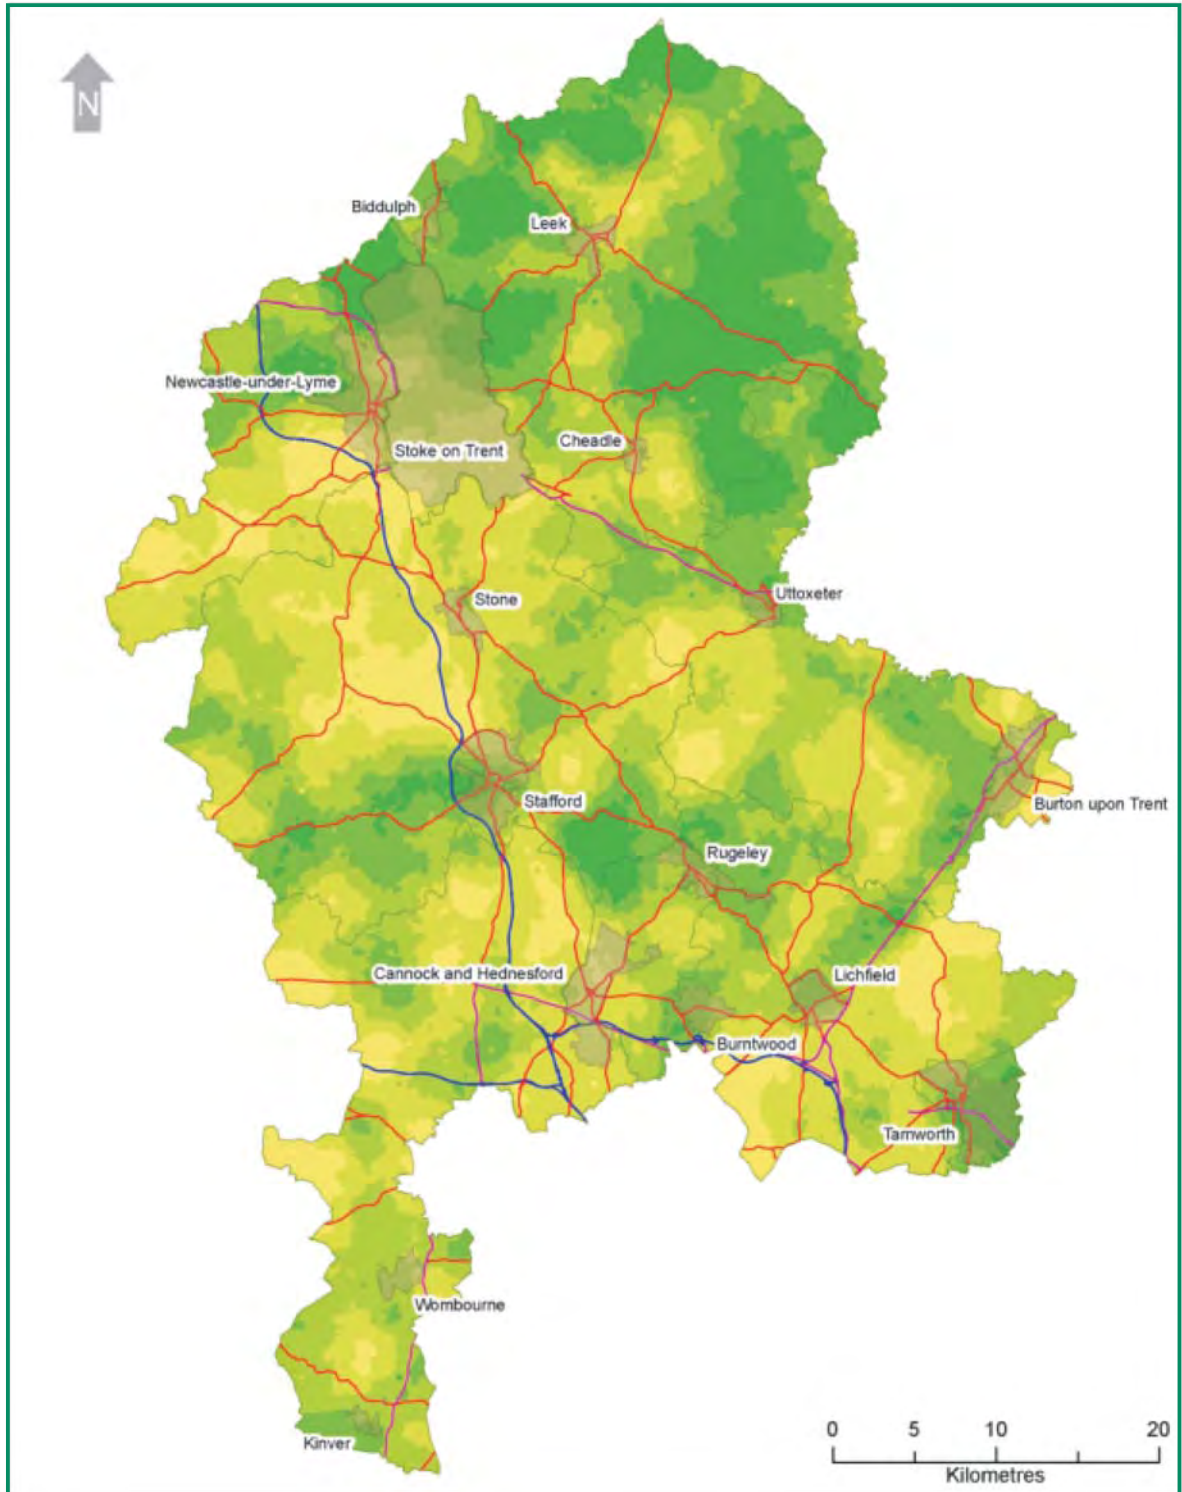 N
Biddulph
Leek
Newcastle-under-Lyme
Cheadle
Stoke on Trent
Uttoxeter
Stone
Stafford
Burton upon Trent
Rugeley
Cannock and Hednesford
Lichfield
Burntwood
Tamworth
Wombourne
Kinver
0 5 10 20
Kilometres